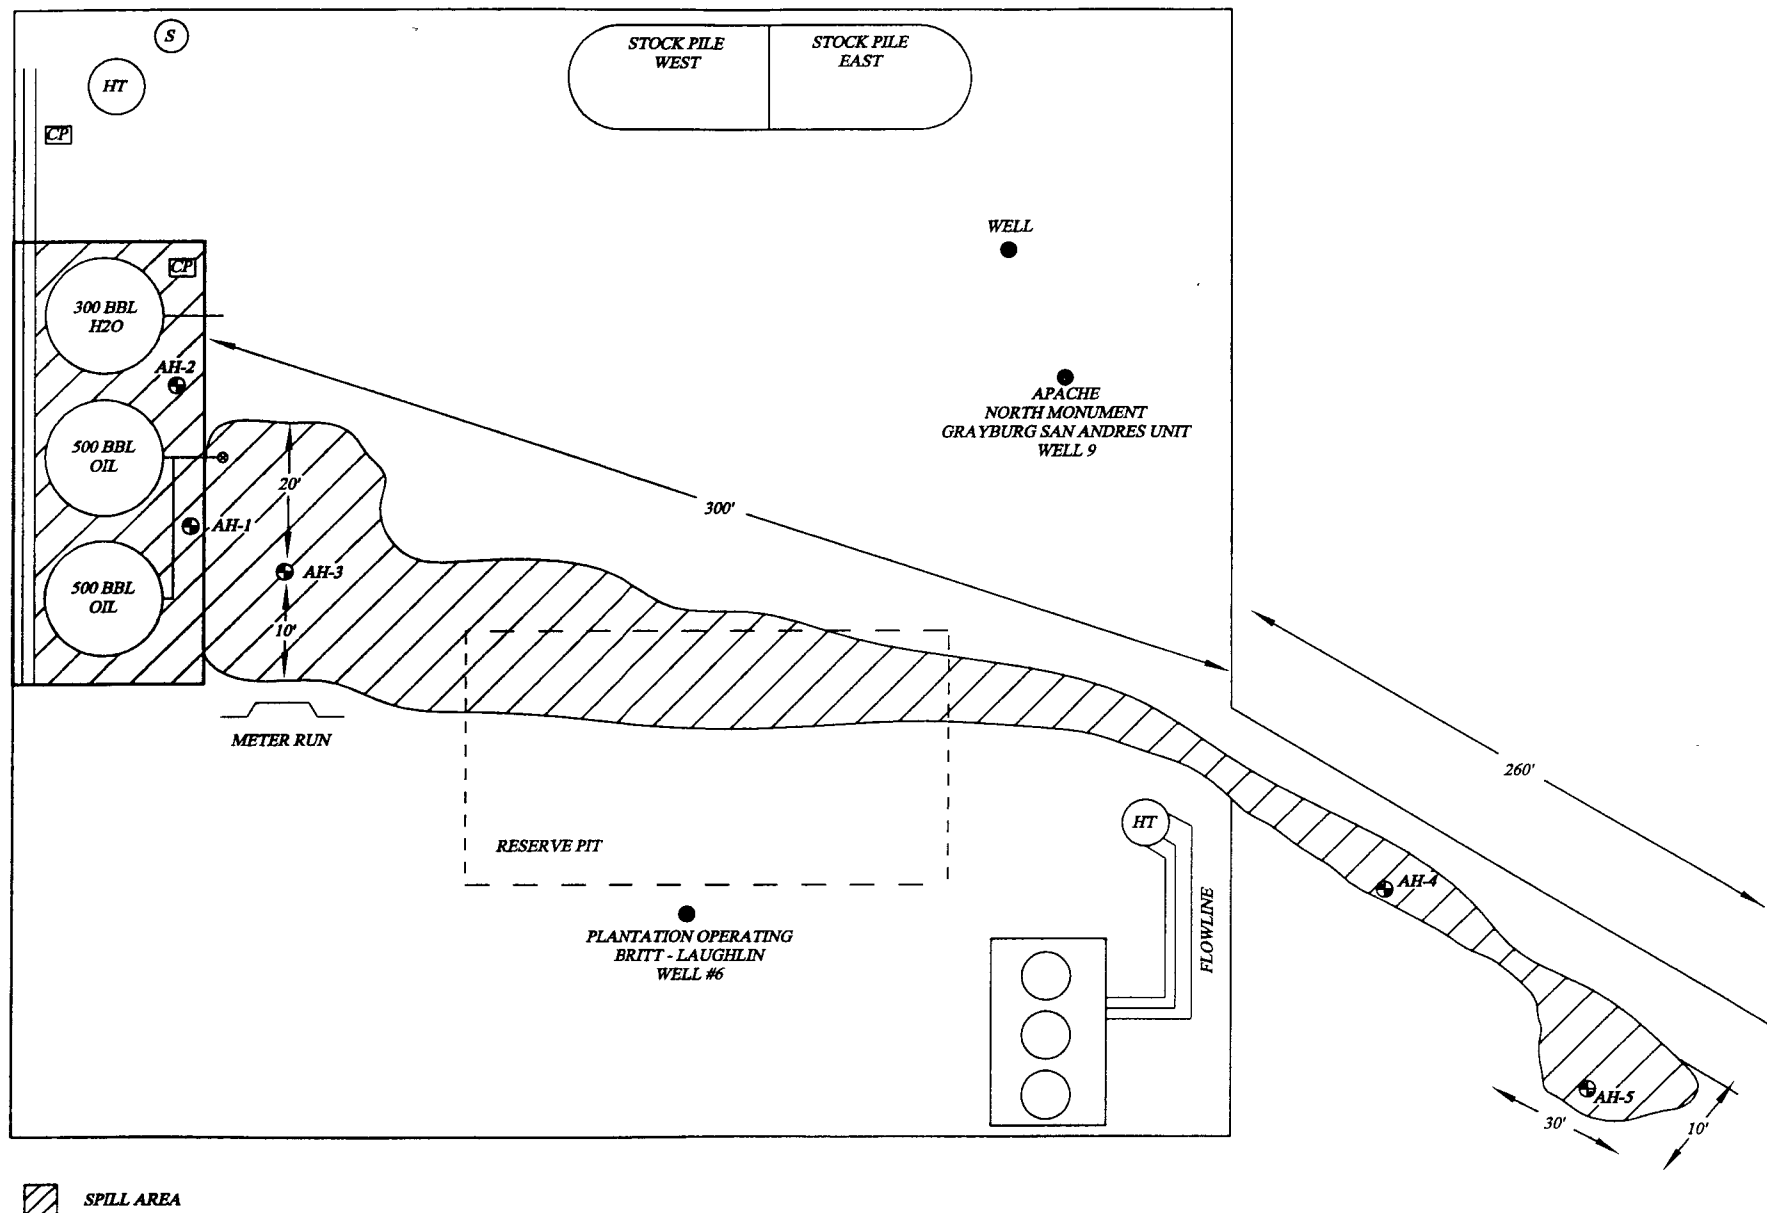 S
STOCK PILE
WEST
STOCK PILE
EAST
HT
CP
WELL
CP
300 BBL
H2O
AH-2
APACHE
NORTH MONUMENT
GRAYBURG SAN ANDRES UNIT
WELL 9
500 BBL
OIL
20'
300'
AH-1
AH-3
500 BBL
OIL
10'
METER RUN
260'
HT
RESERVE PIT
AH-4
FLOWLINE
PLANTATION OPERATING
BRITT - LAUGHLIN
WELL #6
AH-5
30'
10'
SPILL AREA